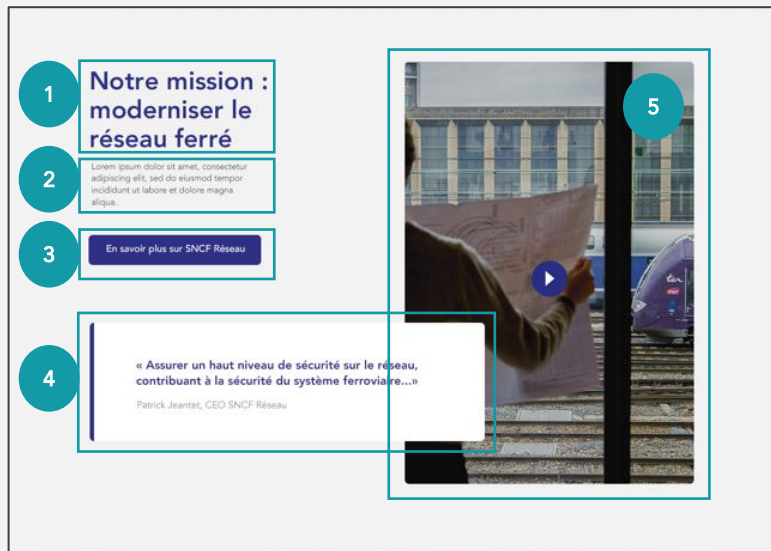 1
Notre mission :
moderniser le
réseau ferré
2
Lorem ipsum dolor sit amet, consectetur
adipiscing elit, sed do eiusmod tempor
incididunt ut labore et dolore magna
aliqua.
3
En savoir plus sur SNCF Réseau
4
« Assurer un haut niveau de sécurité sur le réseau,
contribuant à la sécurité du système ferroviaire...»
Patrick Jeantet, CEO SNCF Réseau
5
ter
SNCF